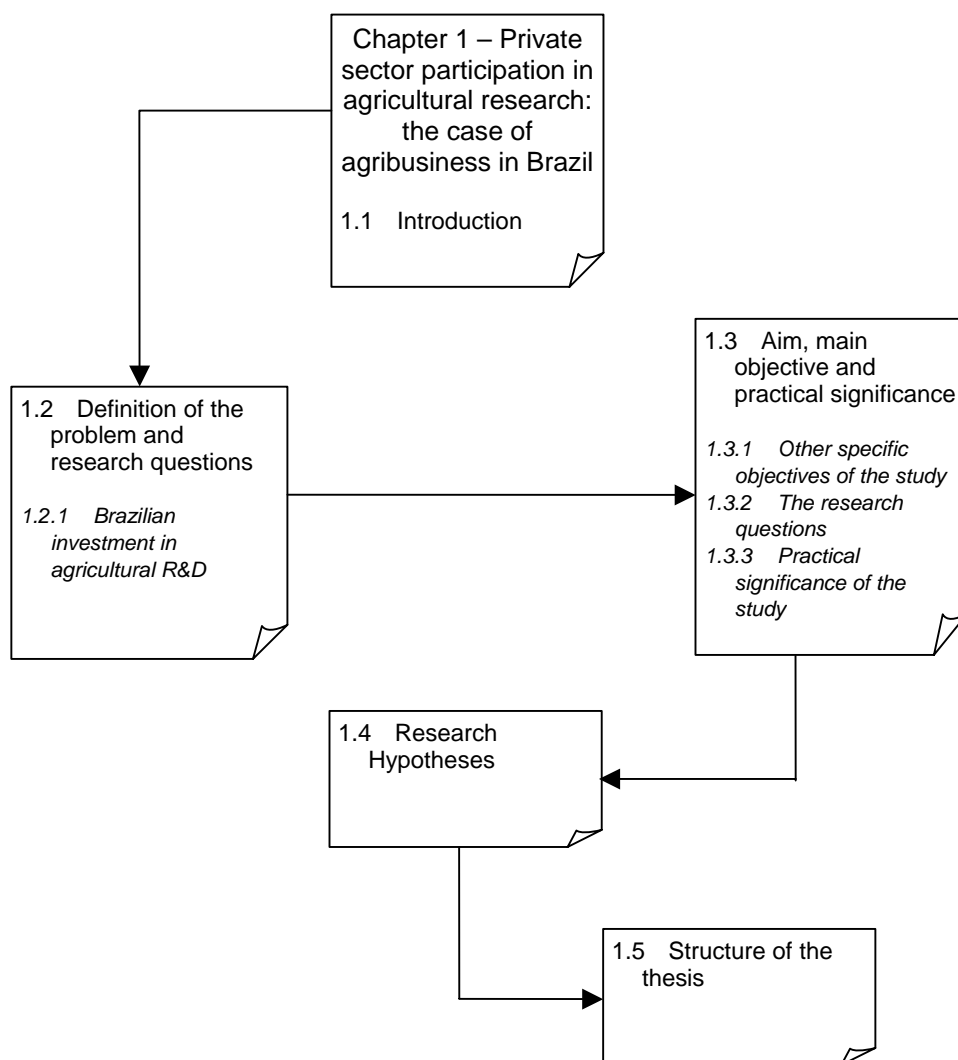 Chapter 1 – Private
sector participation in
agricultural research:
the case of
agribusiness in Brazil
1.1 Introduction
1.2 Definition of the
problem and
research questions
1.2.1 Brazilian
investment in
agricultural R&D
1.3 Aim, main
objective and
practical significance
1.3.1 Other specific
objectives of the study
1.3.2 The research
questions
1.3.3 Practical
significance of the
study
1.4 Research
Hypotheses
1.5 Structure of the
thesis